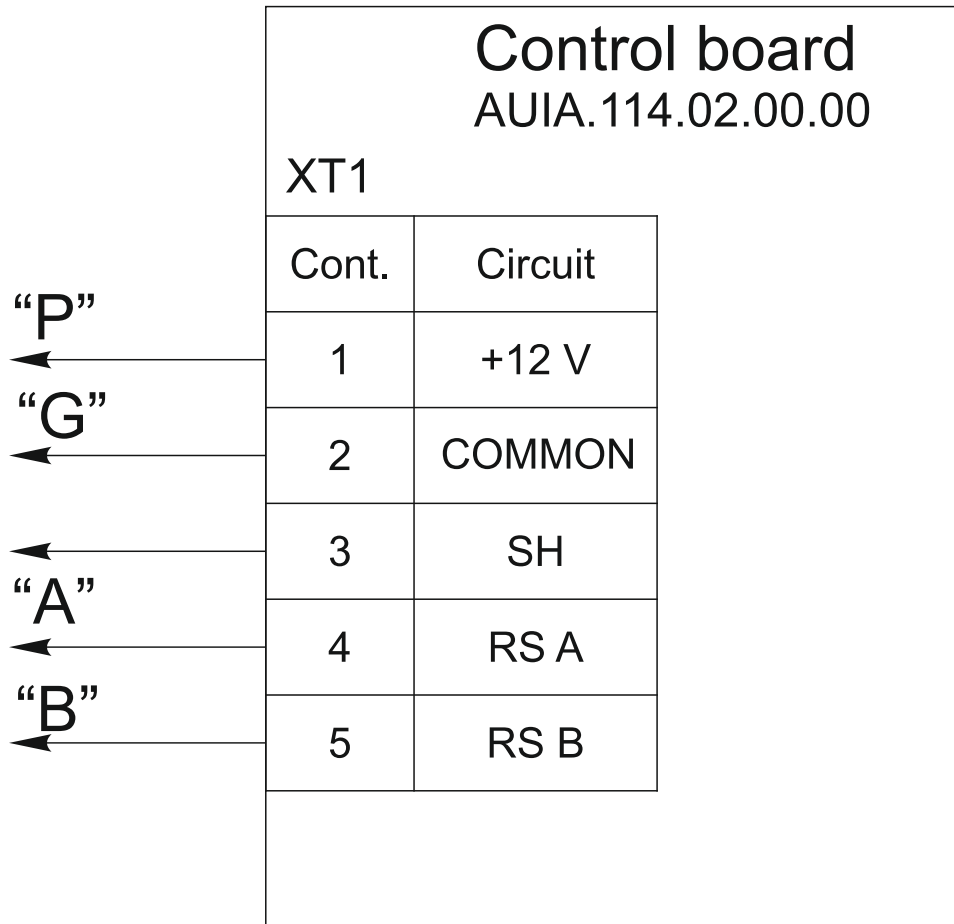 Control board
AUIA.114.02.00.00
XT1
Cont. Circuit
“P”
1 +12 V
“G”
2 COMMON
3 SH
“A”
4 RS A
“B”
5 RS B